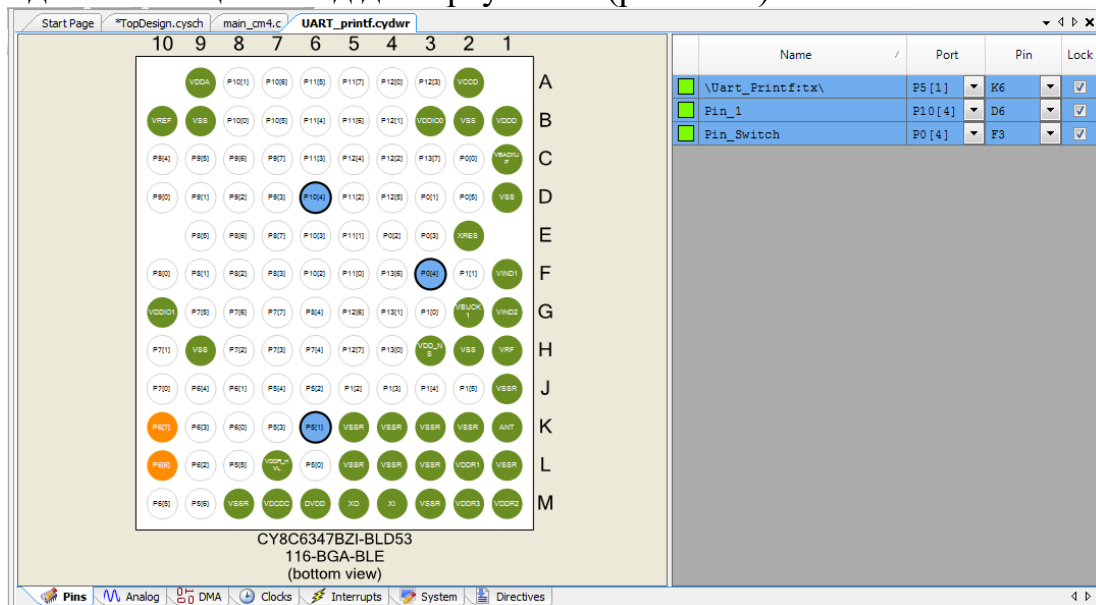 Start Page *TopDesign.cysch main_cm4.c UART_printf.cydwr
10 9 8 7 6 5 4 3 2 1
VDDA P10[1] P10[6] P11[5] P11[7] P12[0] P12[3] VCCD A
VREF VSS P10[0] P10[5] P11[4] P11[6] P12[1] VDDIO0 VSS VDDD B
P9[4] P9[5] P9[6] P9[7] P11[3] P12[4] P12[2] P13[7] P0[0] VBACKUP C
P9[0] P9[1] P9[2] P9[3] P10[4] P11[2] P12[5] P0[1] P0[5] VSS D
P8[5] P8[6] P8[7] P10[3] P11[1] P0[2] P0[3] XRES E
P8[0] P8[1] P8[2] P8[3] P10[2] P11[0] P13[6] P0[4] P1[1] VIND1 F
VDDIO1 P7[5] P7[6] P7[7] P8[4] P12[6] P13[1] P1[0] VBUCK1 VIND2 G
P7[1] VSS P7[2] P7[3] P7[4] P12[7] P13[0] VDD_NS VSS VRF H
P7[0] P6[4] P6[1] P5[4] P5[2] P1[2] P1[3] P1[4] P1[5] VSSR J
P6[7] P6[3] P6[0] P5[3] P5[1] VSSR VSSR VSSR VSSR ANT K
P6[6] P6[2] P5[5] VDDR_HVL P5[0] VSSR VSSR VSSR VDDR1 VSSR L
P6[5] P5[6] VSSR VDCDC DVDD XO XI VSSR VDDR3 VDDR2 M
CY8C6347BZI-BLD53
116-BGA-BLE
(bottom view)
Name / Port Pin Lock
\Uart_Printf:tx\ P5[1] K6
Pin_1 P10[4] D6
Pin_Switch P0[4] F3
Pins Analog DMA Clocks Interrupts System Directives